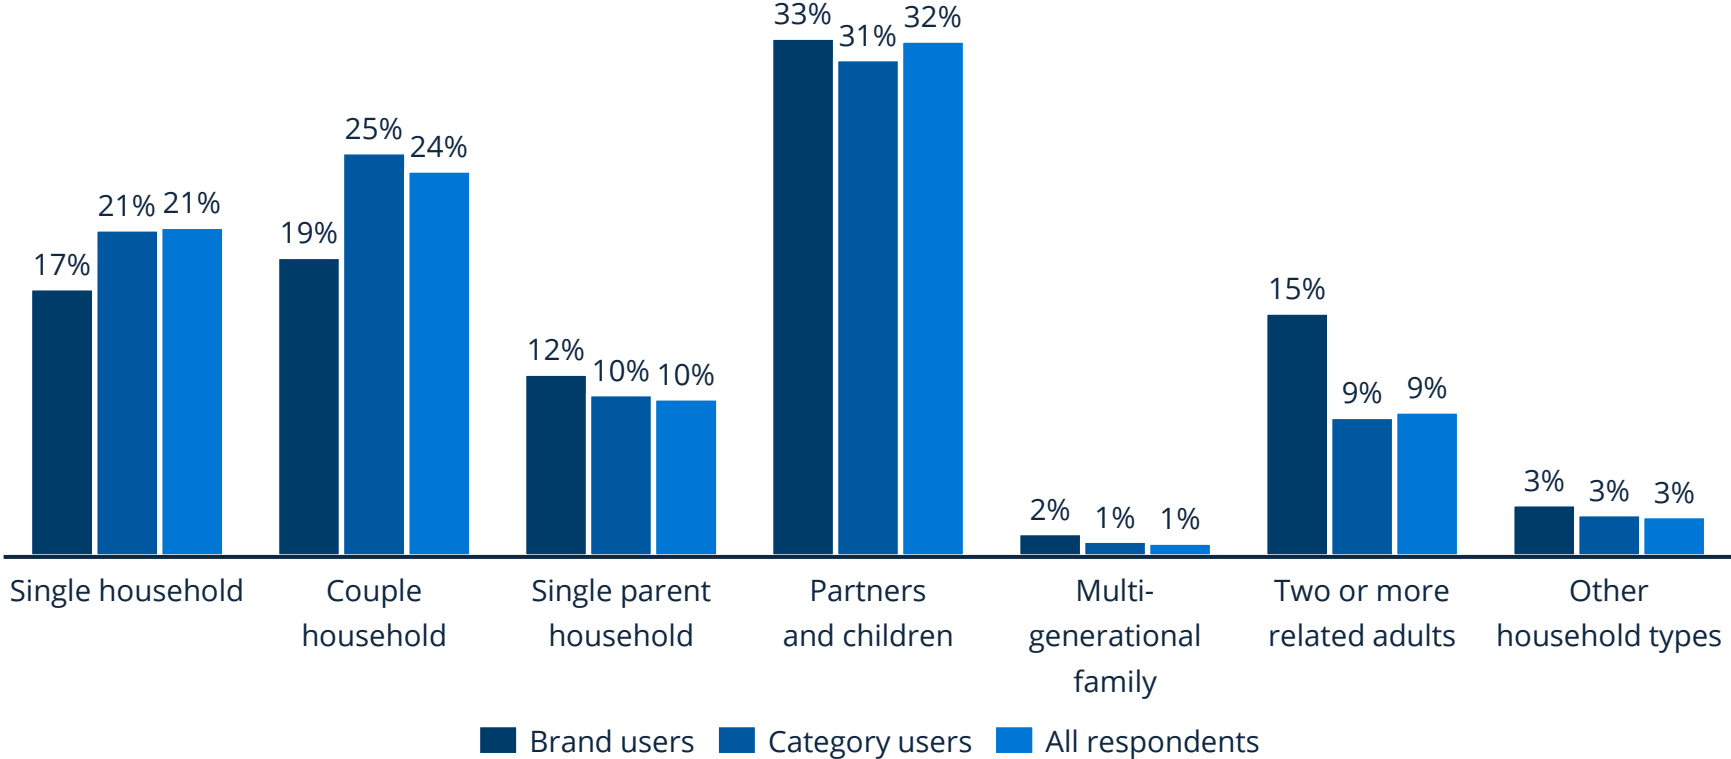 17%
21%
21%
19%
25%
24%
12%
10%
10%
33%
31%
32%
2%
1%
1%
15%
9%
9%
3%
3%
3%
Single household
Couple
household
Single parent
household
Partners
and children
Multi-
generational
family
Two or more
related adults
Other
household types
Brand users
Category users
All respondents